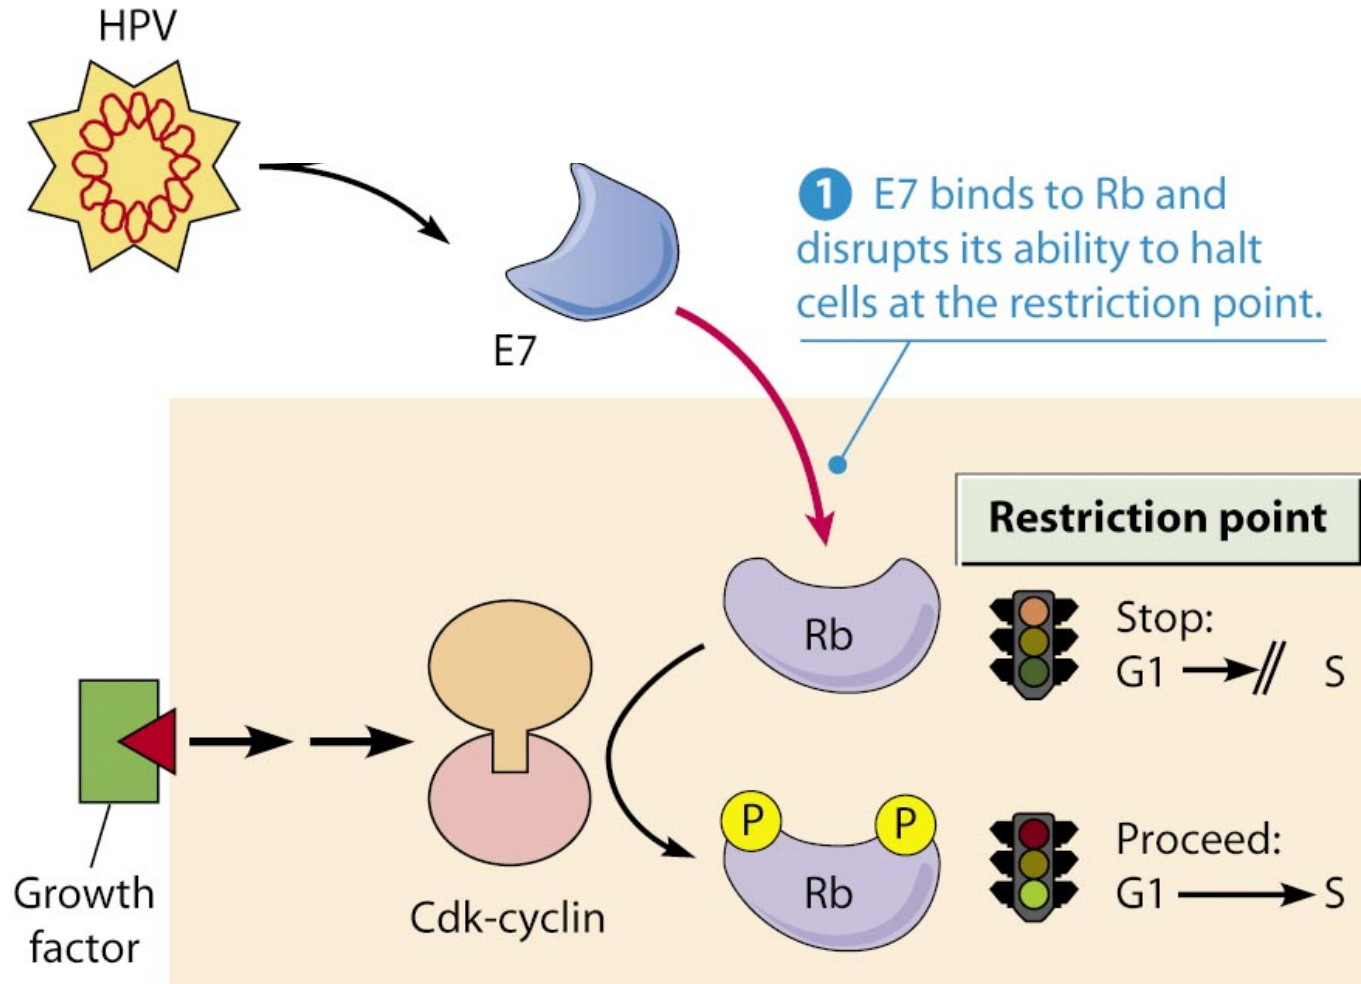 HPV
1 E7 binds to Rb and
disrupts its ability to halt
cells at the restriction point.
E7
Restriction point
Rb
Stop:
G1 S
P P
Rb
Proceed:
G1 S
Growth
factor
Cdk-cyclin